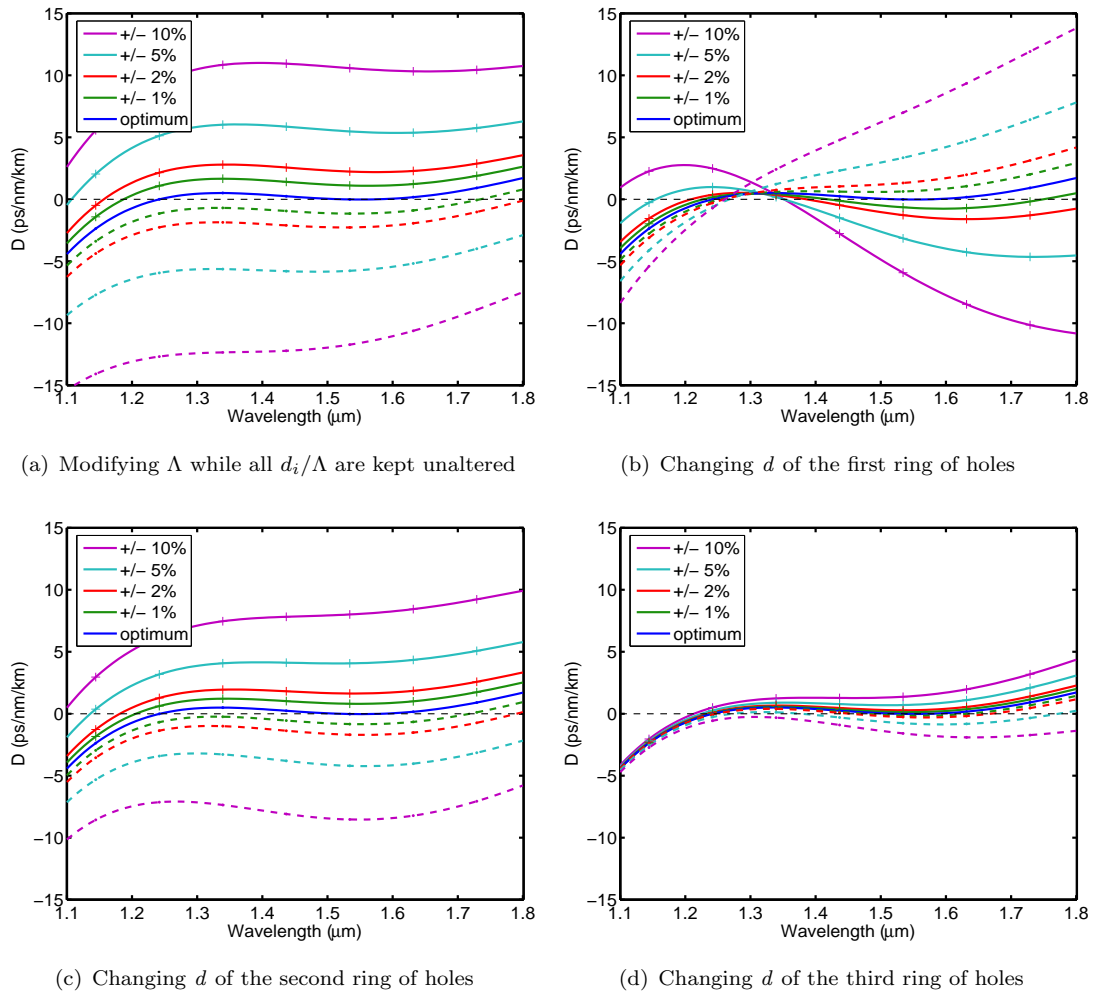 15
10
5
0
−5
−10
−15
D (ps/nm/km)
+/− 10%
+/− 5%
+/− 2%
+/− 1%
optimum
1.1 1.2 1.3 1.4 1.5 1.6 1.7 1.8
Wavelength (μm)
(a) Modifying Λ while all d_i/Λ are kept unaltered
15
10
5
0
−5
−10
−15
D (ps/nm/km)
+/− 10%
+/− 5%
+/− 2%
+/− 1%
optimum
1.1 1.2 1.3 1.4 1.5 1.6 1.7 1.8
Wavelength (μm)
(b) Changing d of the first ring of holes
15
10
5
0
−5
−10
−15
D (ps/nm/km)
+/− 10%
+/− 5%
+/− 2%
+/− 1%
optimum
1.1 1.2 1.3 1.4 1.5 1.6 1.7 1.8
Wavelength (μm)
(c) Changing d of the second ring of holes
15
10
5
0
−5
−10
−15
D (ps/nm/km)
+/− 10%
+/− 5%
+/− 2%
+/− 1%
optimum
1.1 1.2 1.3 1.4 1.5 1.6 1.7 1.8
Wavelength (μm)
(d) Changing d of the third ring of holes